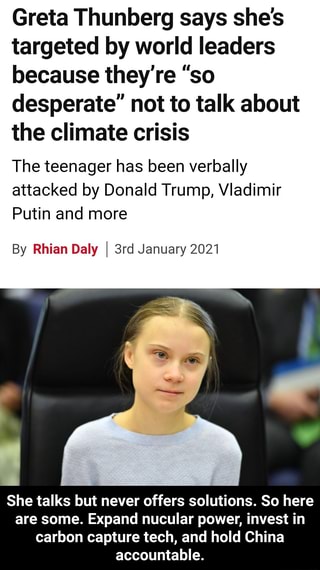 Greta Thunberg says she's
targeted by world leaders
because they're “so
desperate” not to talk about
the climate crisis
The teenager has been verbally
attacked by Donald Trump, Vladimir
Putin and more
By Rhian Daly | 3rd January 2021
She talks but never offers solutions. So here
are some. Expand nucular power, invest in
carbon capture tech, and hold China
accountable.